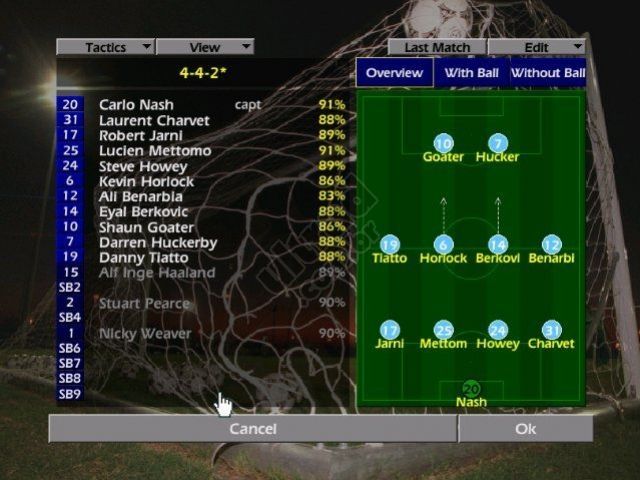 Tactics View Last Match Edit
4-4-2* Overview With Ball Without Ball
20 Carlo Nash capt 91%
31 Laurent Charvet 88%
17 Robert Jarni 89%
25 Lucien Mettomo 91%
24 Steve Howey 89%
6 Kevin Horlock 86%
12 Ali Benarbia 83%
14 Eyal Berkovic 88%
10 Shaun Goater 86%
7 Darren Huckerby 88%
19 Danny Tiatto 88%
15 Alf Inge Haaland 89%
SB2
2 Stuart Pearce 90%
SB4
1 Nicky Weaver 90%
SB6
SB7
SB8
SB9
10 7
Goater Hucker
19 6 14 12
Tiatto Horlock Berkovi Benarbi
17 25 24 31
Jarni Mettom Howey Charvet
20
Nash
Cancel Ok